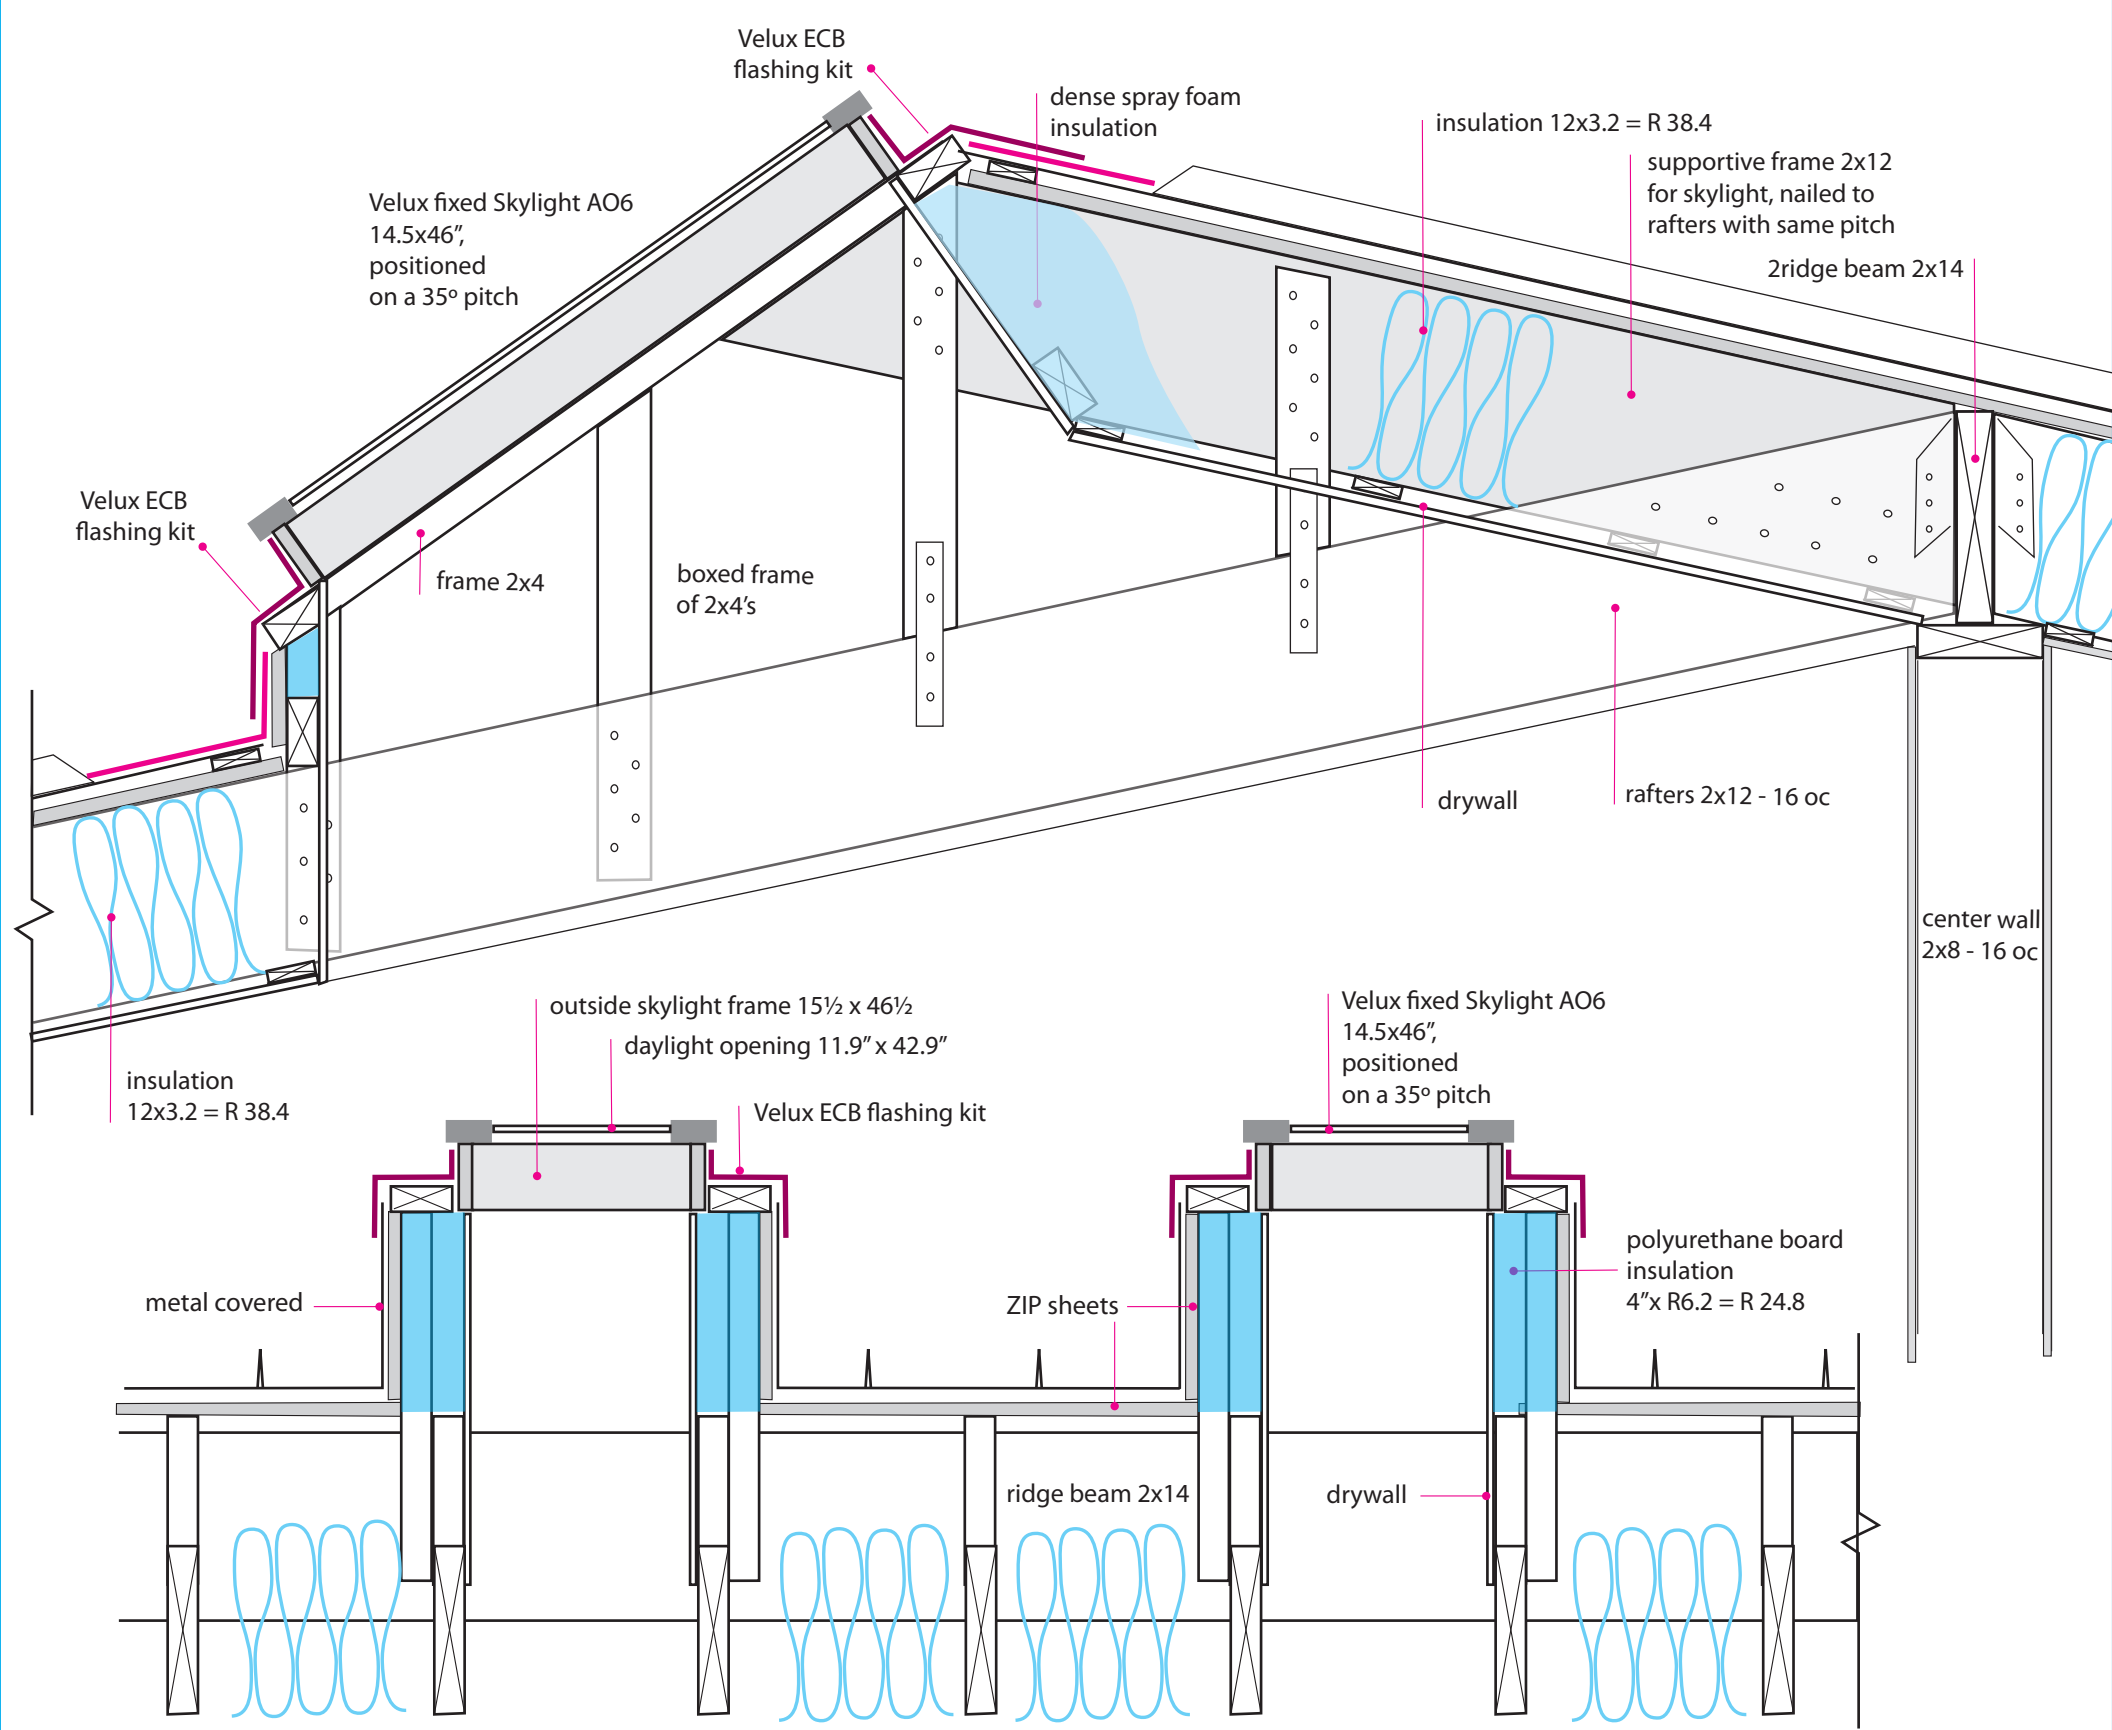 Velux ECB
flashing kit
dense spray foam
insulation
insulation 12x3.2 = R 38.4
supportive frame 2x12
for skylight, nailed to
rafters with same pitch
2ridge beam 2x14
Velux fixed Skylight AO6
14.5x46”,
positioned
on a 35º pitch
Velux ECB
flashing kit
frame 2x4
boxed frame
of 2x4’s
drywall
rafters 2x12 - 16 oc
center wall
2x8 - 16 oc
insulation
12x3.2 = R 38.4
outside skylight frame 15½ x 46½
daylight opening 11.9” x 42.9”
Velux ECB flashing kit
Velux fixed Skylight AO6
14.5x46”,
positioned
on a 35º pitch
metal covered
ZIP sheets
polyurethane board
insulation
4”x R6.2 = R 24.8
ridge beam 2x14
drywall